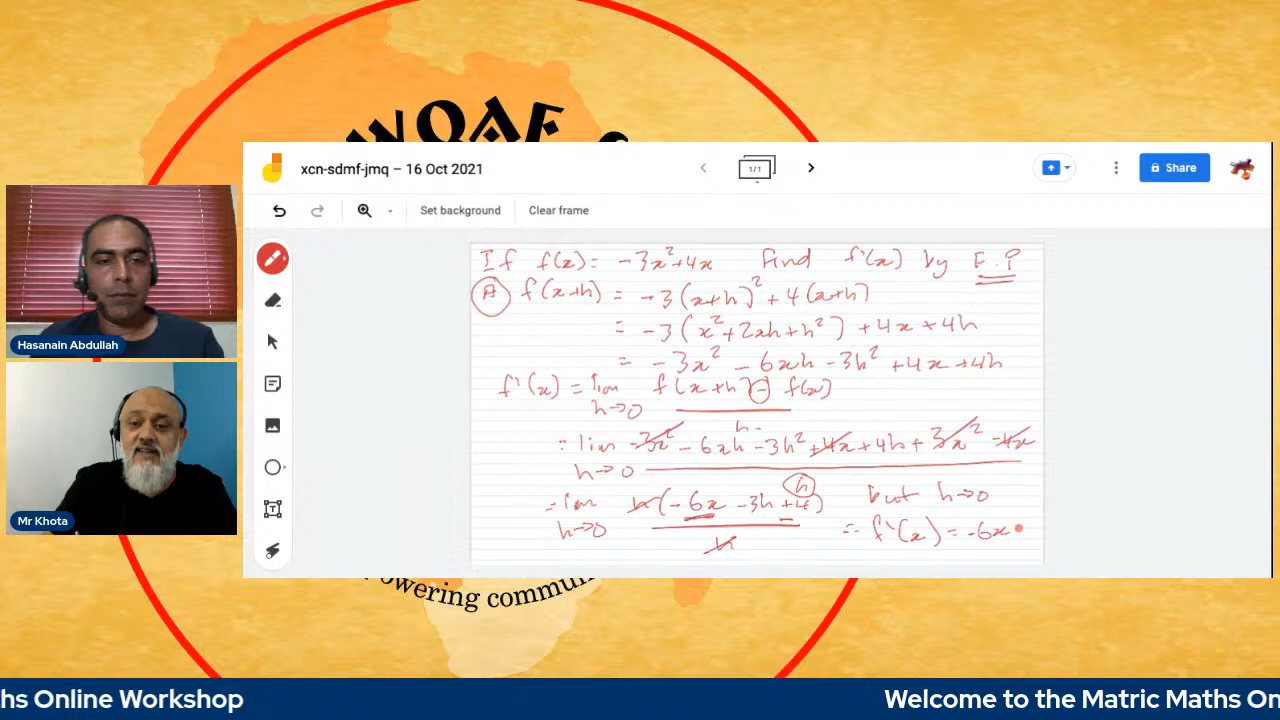 WQAF
xcn-sdmf-jmq – 16 Oct 2021
1/1
Share
Set background
Clear frame
If f(x) = -3x²+4x find f'(x) by F.P
A f(x+h) = -3(x+h)² + 4(x+h)
= -3(x²+2xh+h²) +4x+4h
= -3x² - 6xh -3h² +4x+4h
f'(x) = lim f(x+h) - f(x)
h→0
h
= lim -3x² - 6xh -3h² +4x +4h + 3x² -4x
h→0
h
= lim h(-6x -3h +4) but h→0
h→0 h
∴ f'(x) = -6x
Hasanain Abdullah
Mr Khota
powering commun
hs Online Workshop
Welcome to the Matric Maths On